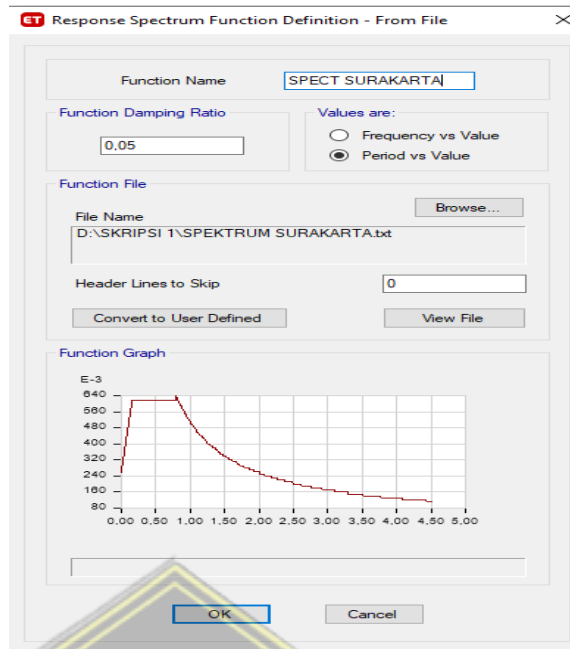 ET Response Spectrum Function Definition - From File
Function Name SPECT SURAKARTA
Function Damping Ratio Values are:
0,05
Frequency vs Value
Period vs Value
Function File
Browse...
File Name
D:\SKRIPSI 1\SPEKTRUM SURAKARTA.txt
Header Lines to Skip 0
Convert to User Defined View File
Function Graph
E-3
640
560
480
400
320
240
160
80
0,00 0,50 1,00 1,50 2,00 2,50 3,00 3,50 4,00 4,50 5,00
OK Cancel